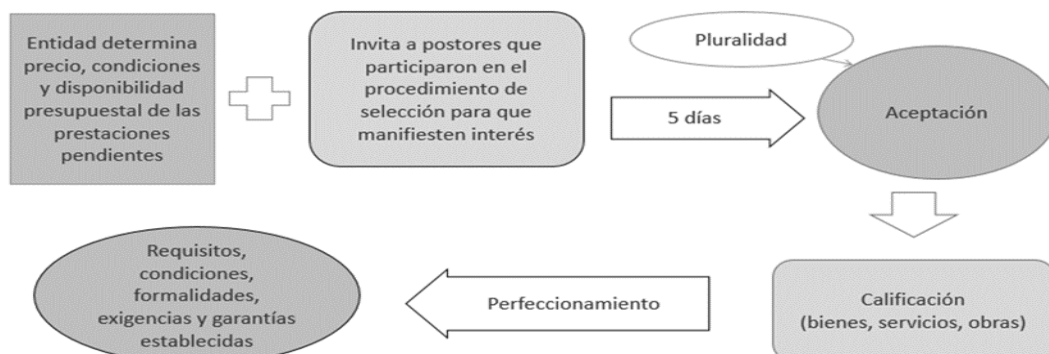 Entidad determina
precio, condiciones
y disponibilidad
presupuestal de las
prestaciones
pendientes
Invita a postores que
participaron en el
procedimiento de
selección para que
manifiesten interés
Pluralidad
5 días
Aceptación
Calificación
(bienes, servicios, obras)
Perfeccionamiento
Requisitos,
condiciones,
formalidades,
exigencias y garantías
establecidas